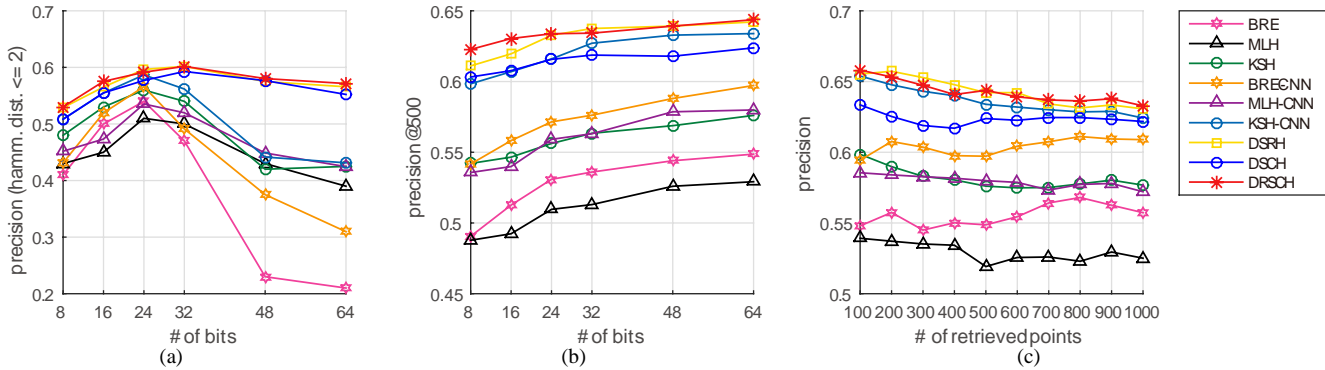 precision (hamm. dist. <= 2)
0.7
0.6
0.5
0.4
0.3
0.2
8 16 24 32 48 64
# of bits
(a)
precision @500
0.65
0.6
0.55
0.5
0.45
8 16 24 32 48 64
# of bits
(b)
precision
0.7
0.65
0.6
0.55
0.5
100 200 300 400 500 600 700 800 900 1000
# of retrieved points
(c)
BRE
MLH
KSH
BRE-CNN
MLH-CNN
KSH-CNN
DSRH
DSCH
DRSCH